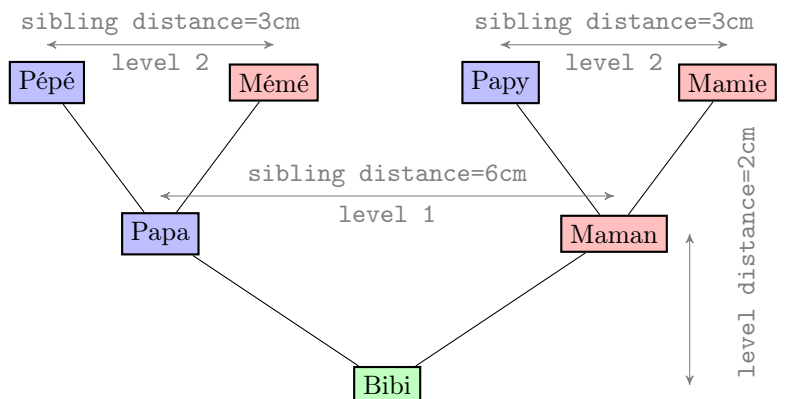 sibling distance=3cm
sibling distance=3cm
level 2
level 2
Pépé
Mémé
Papy
Mamie
sibling distance=6cm
level 1
Papa
Maman
level distance=2cm
Bibi